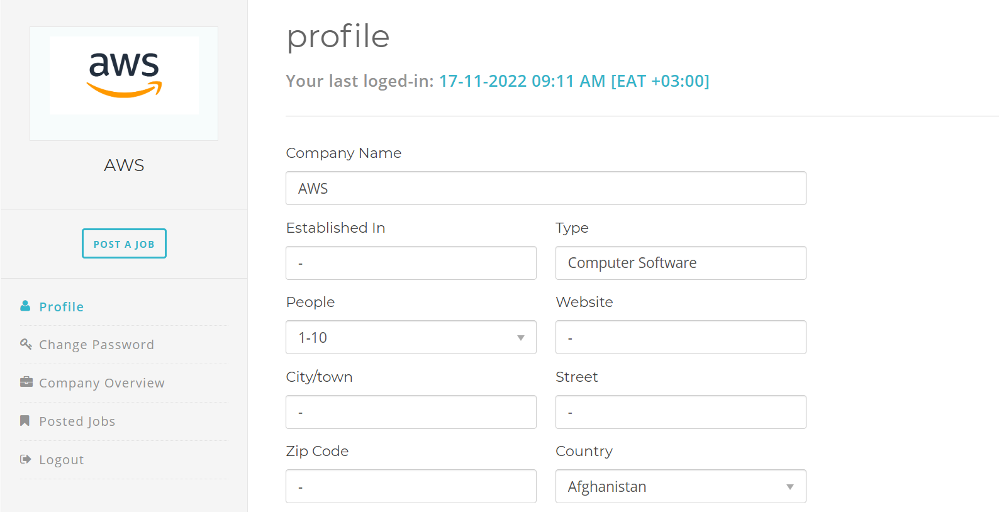 aws
AWS
POST A JOB
Profile
Change Password
Company Overview
Posted Jobs
Logout
profile
Your last loged-in: 17-11-2022 09:11 AM [EAT +03:00]
Company Name
AWS
Established In
-
Type
Computer Software
People
1-10
Website
-
City/town
-
Street
-
Zip Code
-
Country
Afghanistan